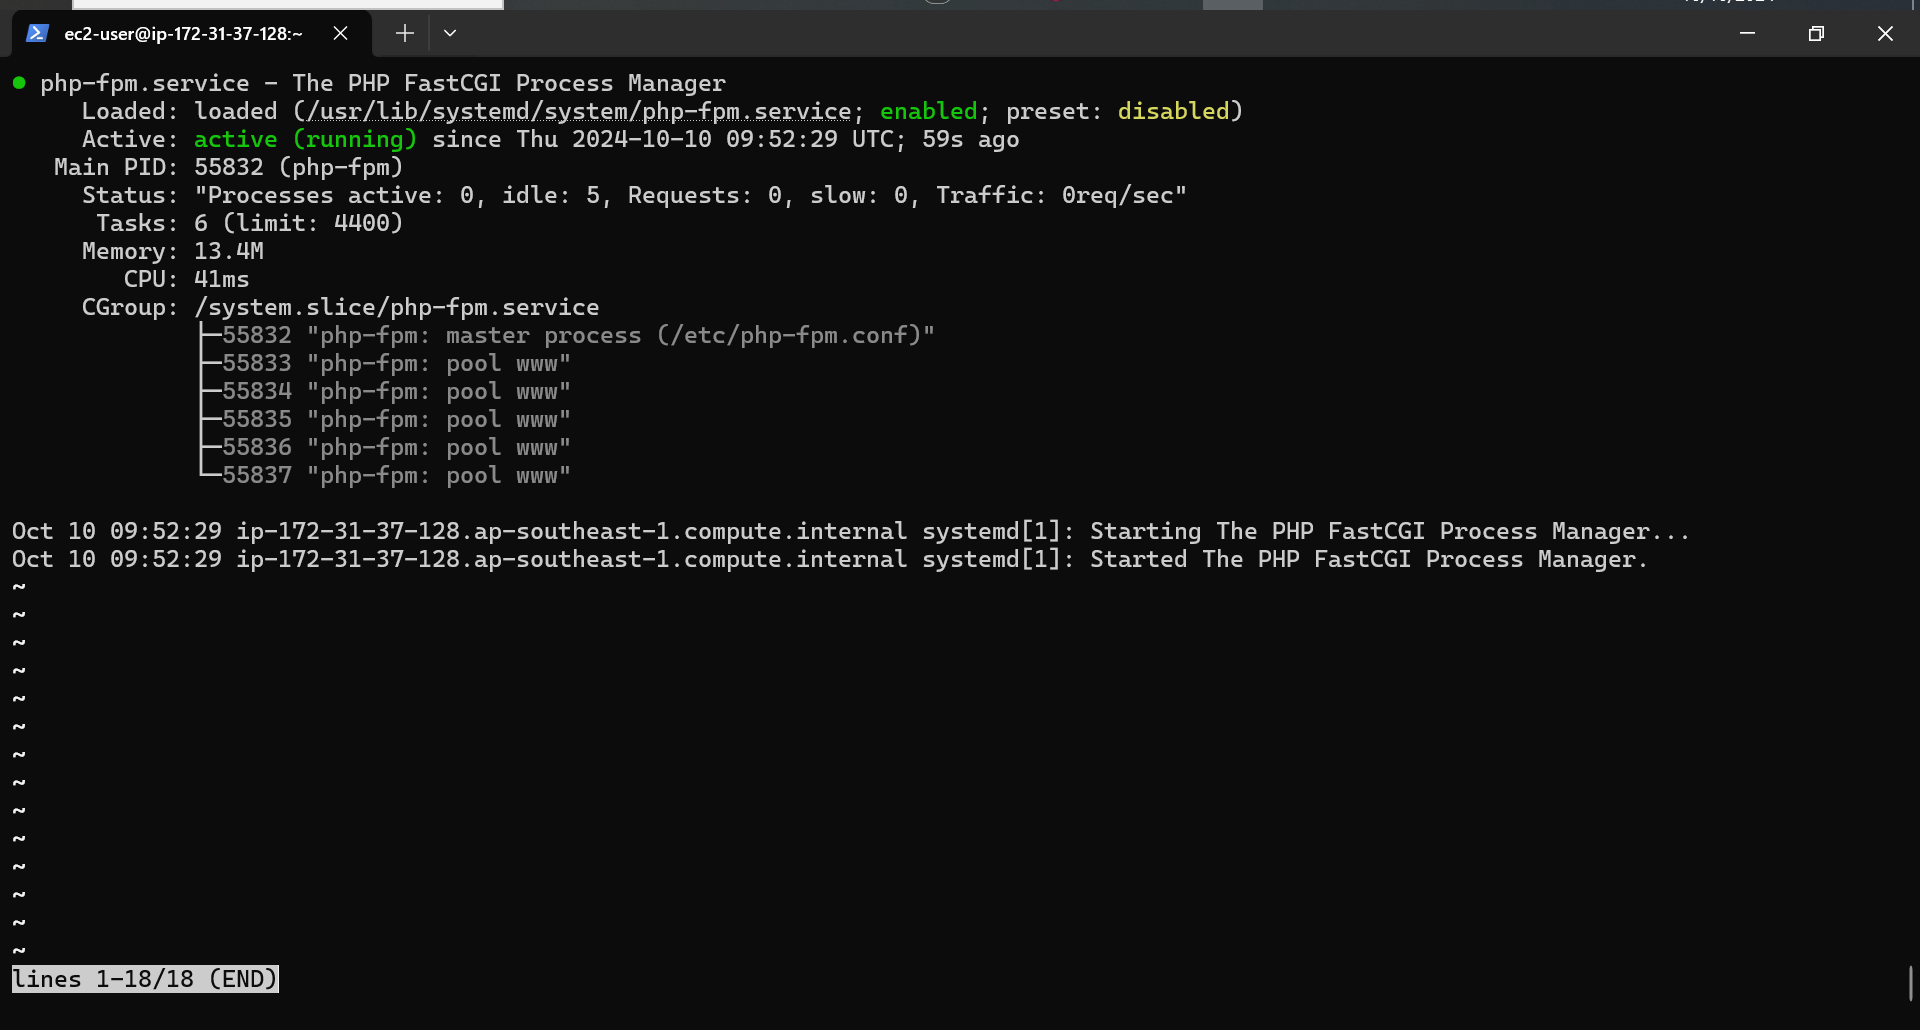 ec2-user@ip-172-31-37-128:~
● php-fpm.service - The PHP FastCGI Process Manager
Loaded: loaded (/usr/lib/systemd/system/php-fpm.service; enabled; preset: disabled)
Active: active (running) since Thu 2024-10-10 09:52:29 UTC; 59s ago
Main PID: 55832 (php-fpm)
Status: "Processes active: 0, idle: 5, Requests: 0, slow: 0, Traffic: 0req/sec"
Tasks: 6 (limit: 4400)
Memory: 13.4M
CPU: 41ms
CGroup: /system.slice/php-fpm.service
├─55832 "php-fpm: master process (/etc/php-fpm.conf)"
├─55833 "php-fpm: pool www"
├─55834 "php-fpm: pool www"
├─55835 "php-fpm: pool www"
├─55836 "php-fpm: pool www"
└─55837 "php-fpm: pool www"
Oct 10 09:52:29 ip-172-31-37-128.ap-southeast-1.compute.internal systemd[1]: Starting The PHP FastCGI Process Manager...
Oct 10 09:52:29 ip-172-31-37-128.ap-southeast-1.compute.internal systemd[1]: Started The PHP FastCGI Process Manager.
~
~
~
~
~
~
~
~
~
~
~
~
~
~
lines 1-18/18 (END)